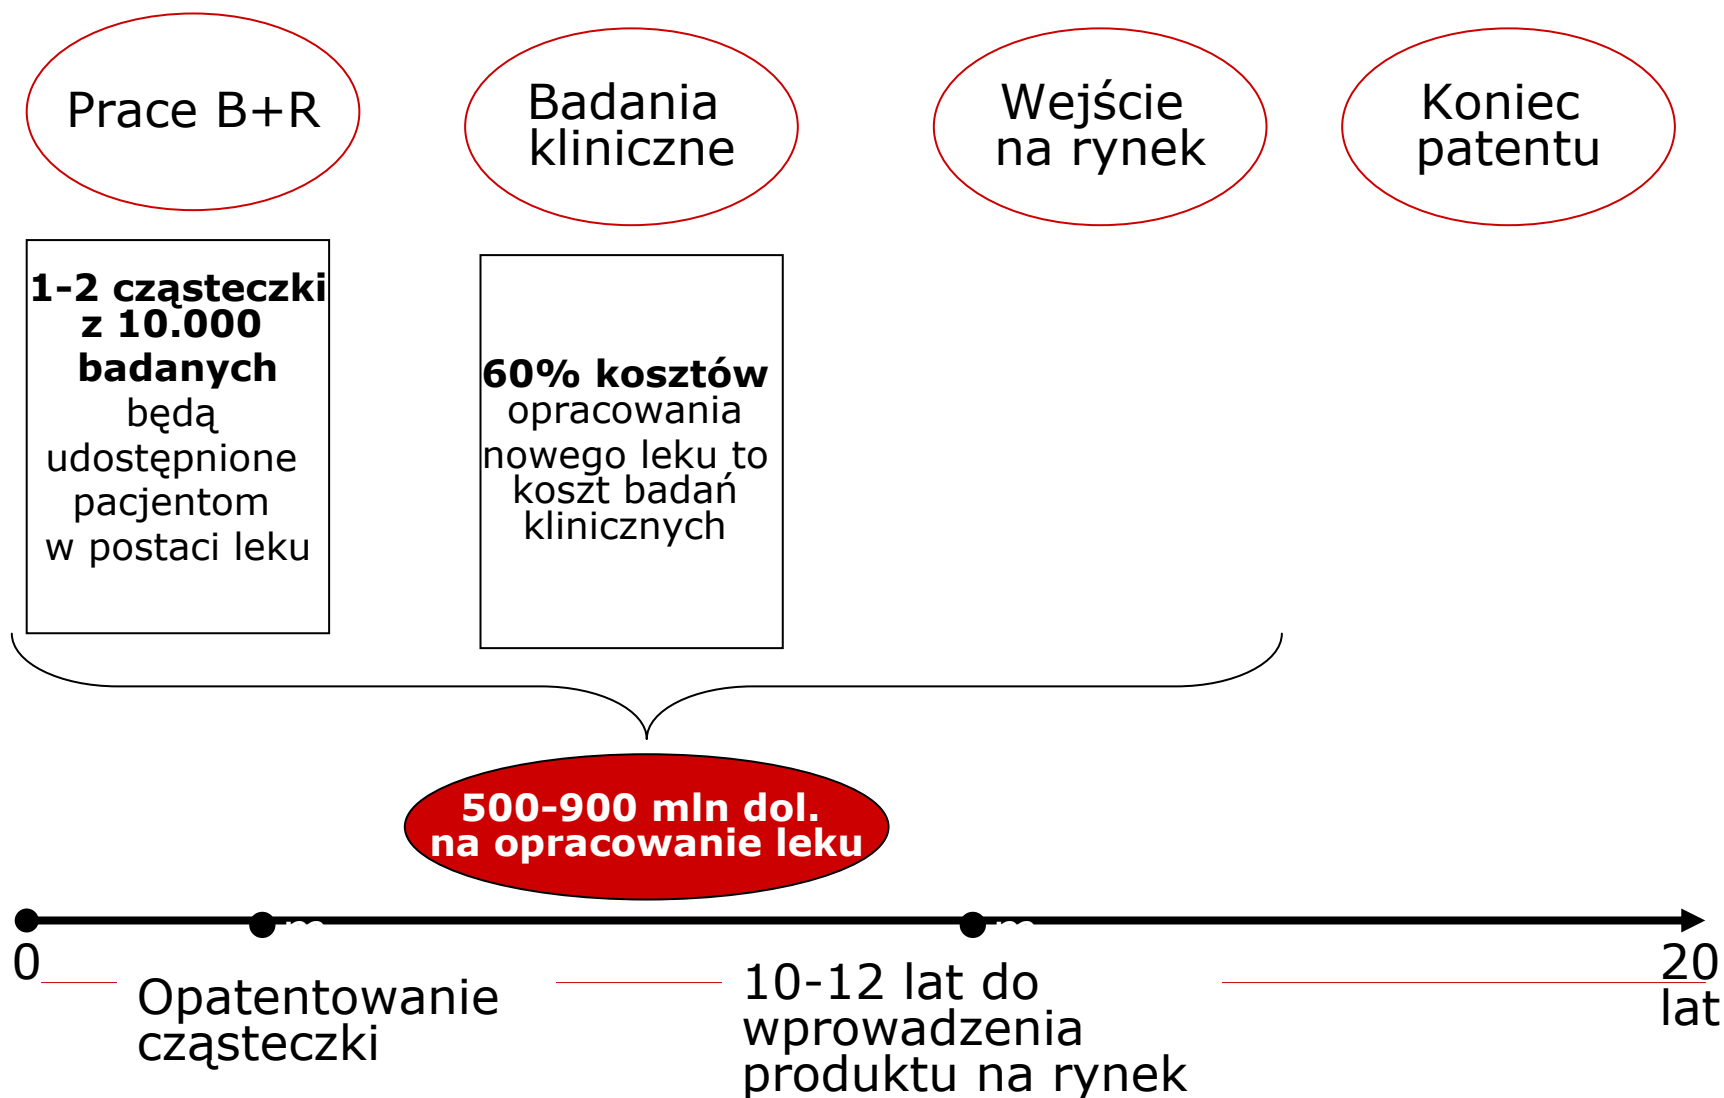 Prace B+R
Badania
kliniczne
Wejście
na rynek
Koniec
patentu
1-2 cząsteczki
z 10.000
badanych
będą
udostępnione
pacjentom
w postaci leku
60% kosztów
opracowania
nowego leku to
koszt badań
klinicznych
500-900 mln dol.
na opracowanie leku
0
20
lat
Opatentowanie
cząsteczki
10-12 lat do
wprowadzenia
produktu na rynek